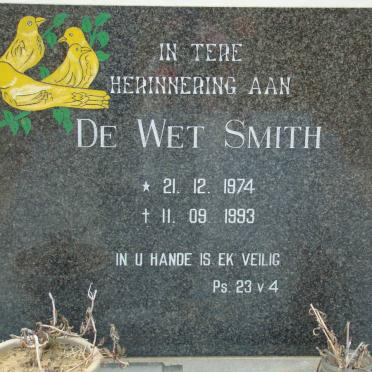 IN TERE
HERINNERING AAN
DE WET SMITH
★ 21. 12. 1974
† 11. 09. 1993
IN U HANDE IS EK VEILIG
Ps. 23 v 4